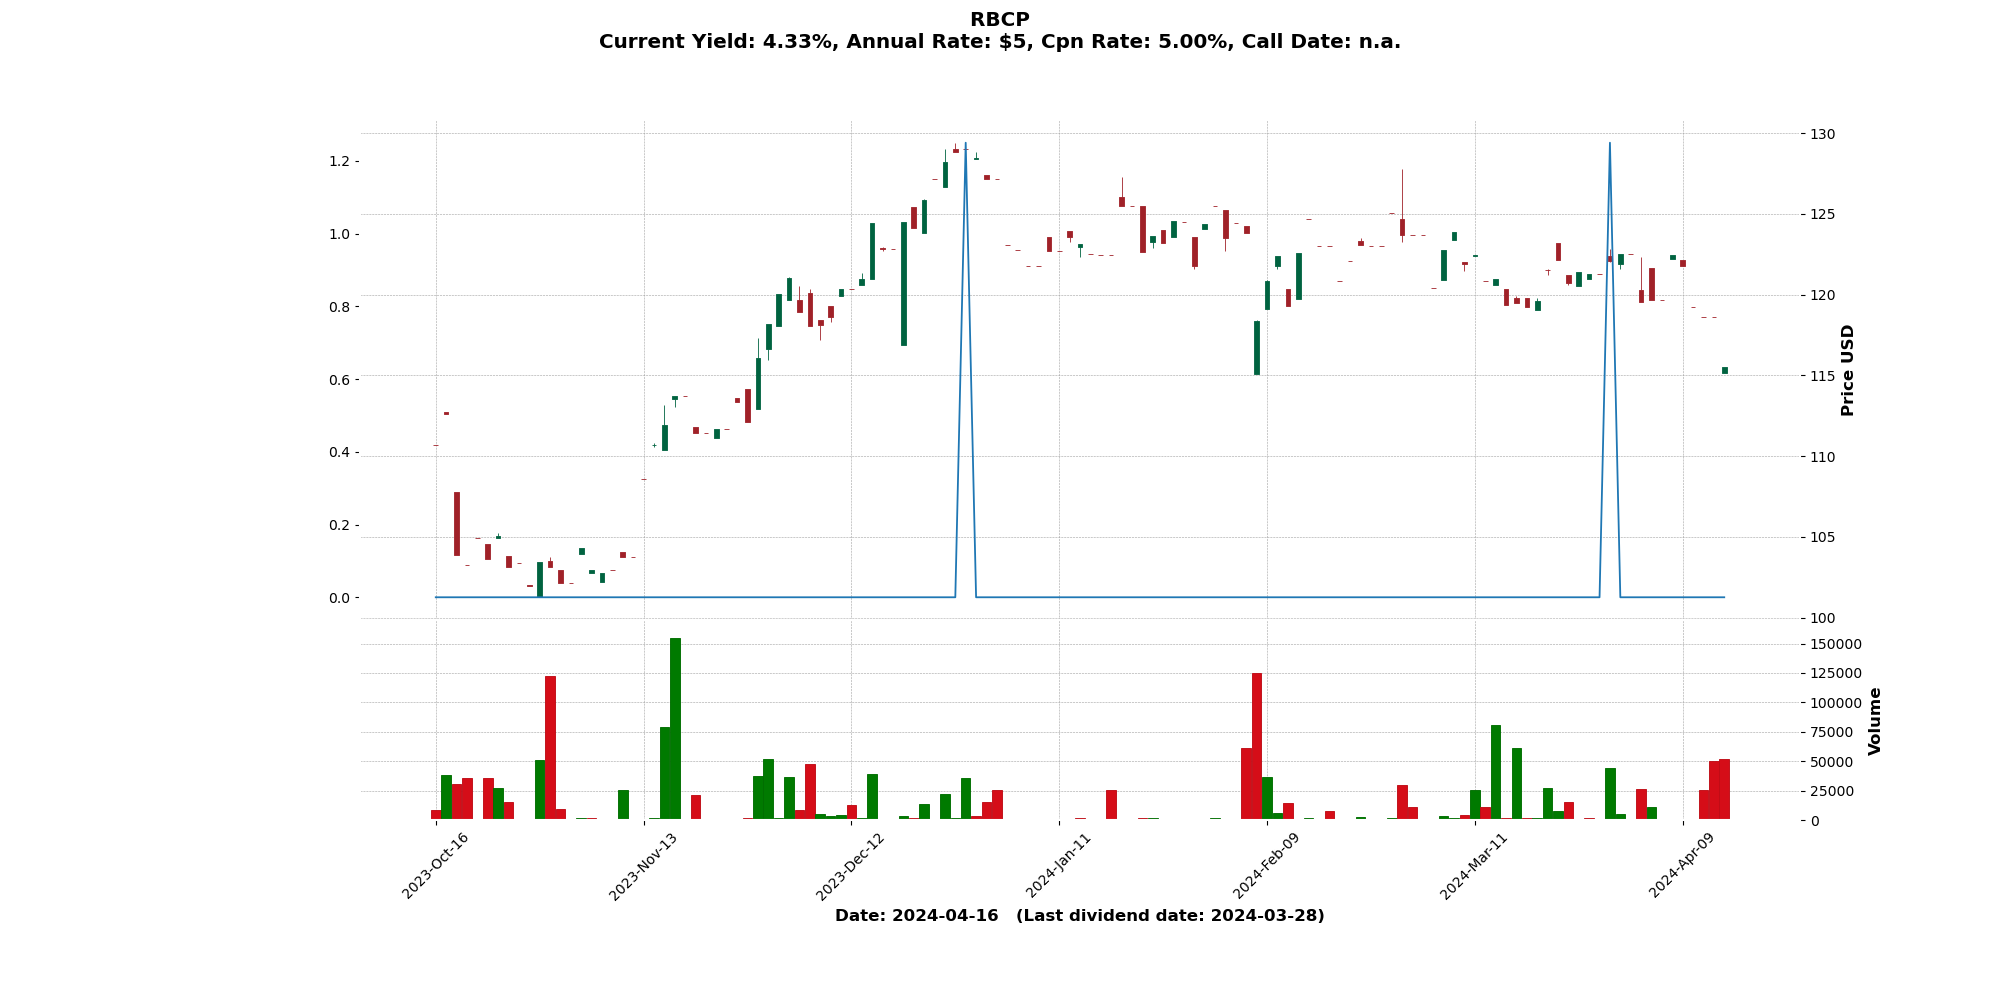 RBCP
Current Yield: 4.33%, Annual Rate: $5, Cpn Rate: 5.00%, Call Date: n.a.
1.2
1.0
0.8
0.6
0.4
0.2
0.0
130
125
120
115
110
105
100
Price USD
150000
125000
100000
75000
50000
25000
0
Volume
2023-Oct-16
2023-Nov-13
2023-Dec-12
2024-Jan-11
2024-Feb-09
2024-Mar-11
2024-Apr-09
Date: 2024-04-16   (Last dividend date: 2024-03-28)